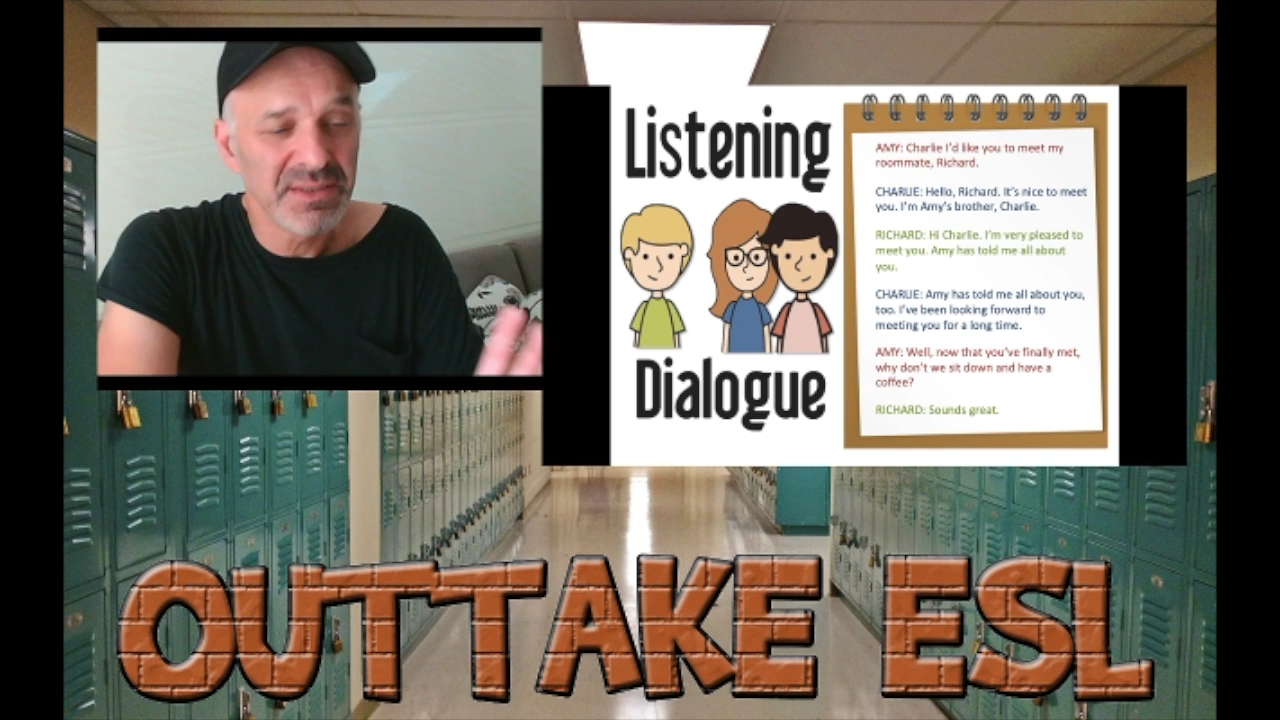 Listening
Dialogue
AMY: Charlie I'd like you to meet my
roommate, Richard.
CHARLIE: Hello, Richard. It's nice to meet
you. I'm Amy's brother, Charlie.
RICHARD: Hi Charlie. I'm very pleased to
meet you. Amy has told me all about
you.
CHARLIE: Amy has told me all about you,
too. I've been looking forward to
meeting you for a long time.
AMY: Well, now that you've finally met,
why don't we sit down and have a
coffee?
RICHARD: Sounds great.
OUTTAKE ESL